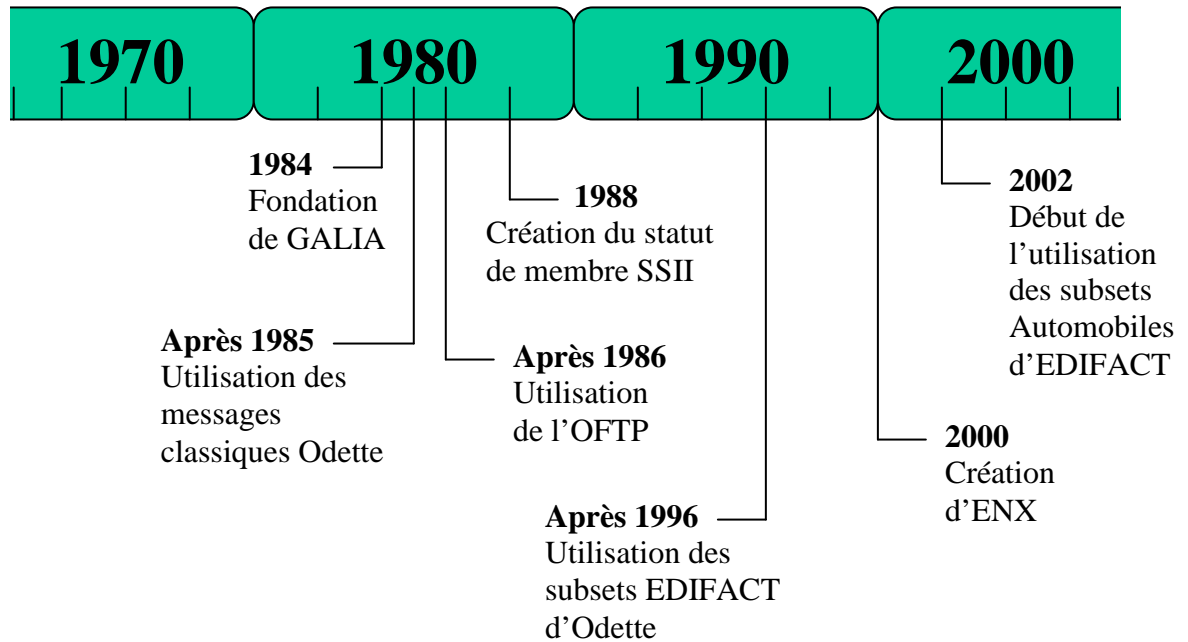 1970 1980 1990 2000
1984
Fondation
de GALIA
1988
Création du statut
de membre SSII
2002
Début de
l’utilisation
des subsets
Automobiles
d’EDIFACT
Après 1985
Utilisation des
messages
classiques Odette
Après 1986
Utilisation
de l’OFTP
2000
Création
d’ENX
Après 1996
Utilisation des
subsets EDIFACT
d’Odette